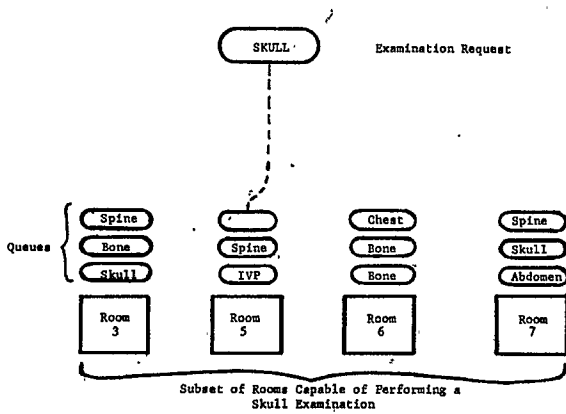 SKULL
Examination Request
Queues
Spine
Chest
Spine
Bone
Spine
Bone
Skull
Skull
IVP
Bone
Abdomen
Room
3
Room
5
Room
6
Room
7
Subset of Rooms Capable of Performing a
Skull Examination